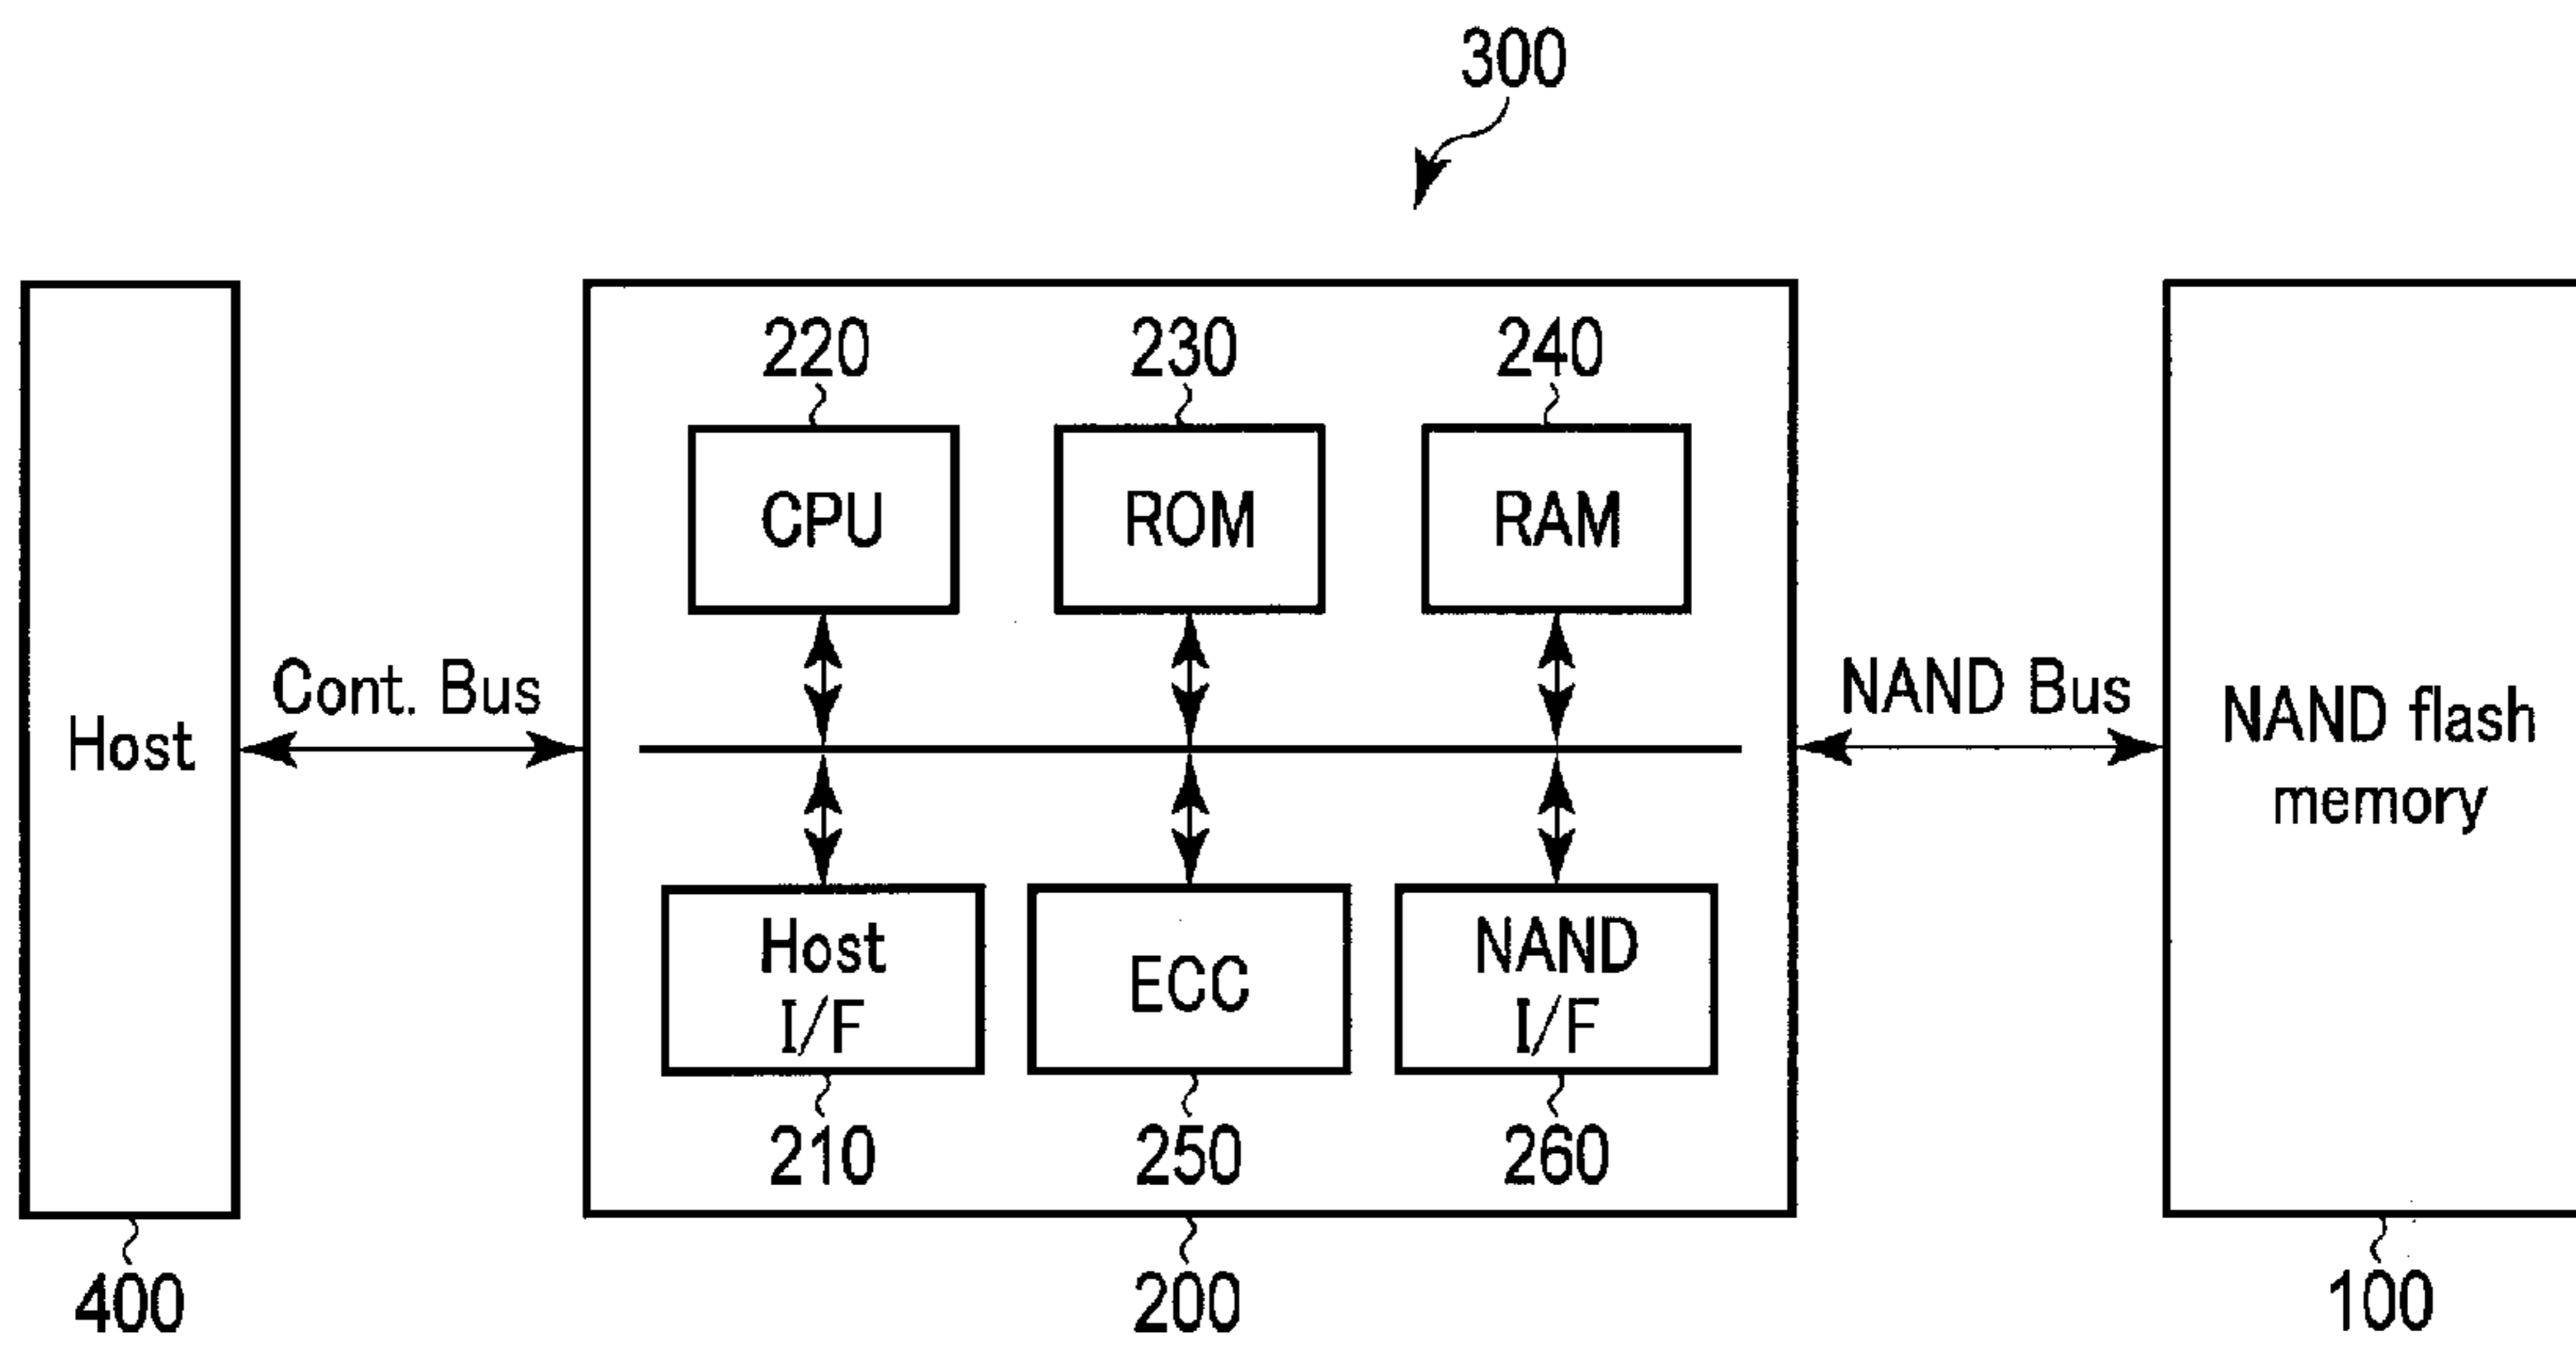 300
220
230
240
CPU
ROM
RAM
Cont. Bus
NAND Bus
Host
NAND flash
memory
Host
I/F
ECC
NAND
I/F
210
250
260
400
200
100